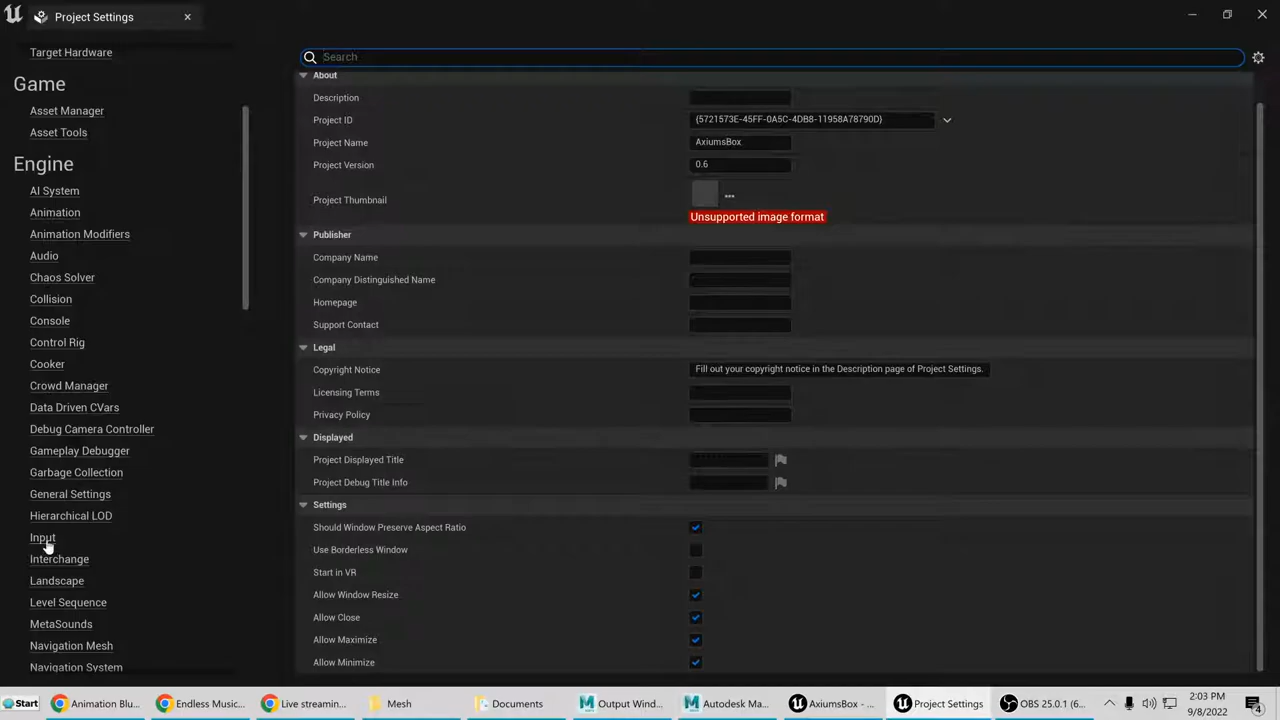 Project Settings
Target Hardware
Game
Asset Manager
Asset Tools
Engine
AI System
Animation
Animation Modifiers
Audio
Chaos Solver
Collision
Console
Control Rig
Cooker
Crowd Manager
Data Driven CVars
Debug Camera Controller
Gameplay Debugger
Garbage Collection
General Settings
Hierarchical LOD
Input
Interchange
Landscape
Level Sequence
MetaSounds
Navigation Mesh
Navigation System
Search
About
Description
Project ID {5721573E-45FF-0A5C-4DB8-11958A78790D}
Project Name AxiumsBox
Project Version 0.6
Project Thumbnail
Unsupported image format
Publisher
Company Name
Company Distinguished Name
Homepage
Support Contact
Legal
Copyright Notice Fill out your copyright notice in the Description page of Project Settings.
Licensing Terms
Privacy Policy
Displayed
Project Displayed Title
Project Debug Title Info
Settings
Should Window Preserve Aspect Ratio
Use Borderless Window
Start in VR
Allow Window Resize
Allow Close
Allow Maximize
Allow Minimize
Start Animation Blu... Endless Music... Live streaming... Mesh Documents Output Wind... Autodesk Ma... AxiumsBox - ... Project Settings OBS 25.0.1 (6...
2:03 PM
9/8/2022
4